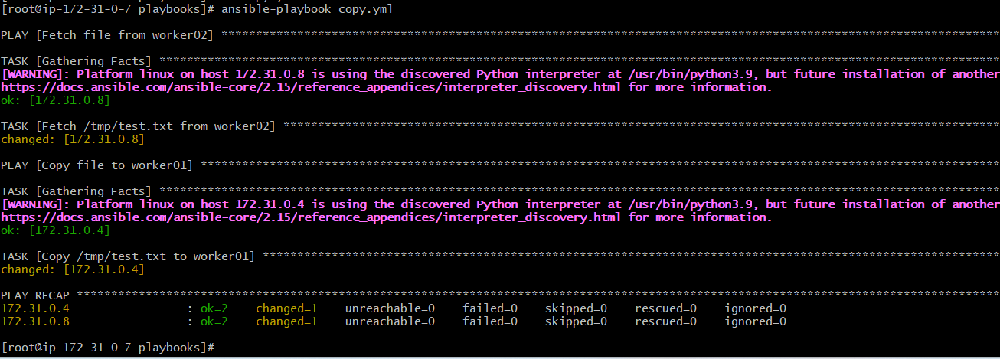 [root@ip-172-31-0-7 playbooks]# ansible-playbook copy.yml
PLAY [Fetch file from worker02] *******************************************************************************************************************
TASK [Gathering Facts] ****************************************************************************************************************************
[WARNING]: Platform linux on host 172.31.0.8 is using the discovered Python interpreter at /usr/bin/python3.9, but future installation of another
https://docs.ansible.com/ansible-core/2.15/reference_appendices/interpreter_discovery.html for more information.
ok: [172.31.0.8]
TASK [Fetch /tmp/test.txt from worker02] **********************************************************************************************************
changed: [172.31.0.8]
PLAY [Copy file to worker01] **********************************************************************************************************************
TASK [Gathering Facts] ****************************************************************************************************************************
[WARNING]: Platform linux on host 172.31.0.4 is using the discovered Python interpreter at /usr/bin/python3.9, but future installation of another
https://docs.ansible.com/ansible-core/2.15/reference_appendices/interpreter_discovery.html for more information.
ok: [172.31.0.4]
TASK [Copy /tmp/test.txt to worker01] *************************************************************************************************************
changed: [172.31.0.4]
PLAY RECAP ****************************************************************************************************************************************
172.31.0.4                 : ok=2    changed=1    unreachable=0    failed=0    skipped=0    rescued=0    ignored=0
172.31.0.8                 : ok=2    changed=1    unreachable=0    failed=0    skipped=0    rescued=0    ignored=0
[root@ip-172-31-0-7 playbooks]#